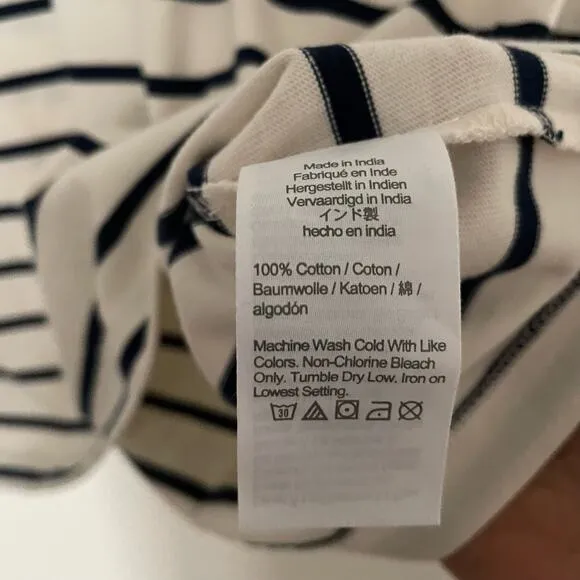 Made in India
Fabriqué en Inde
Hergestellt in Indien
Vervaardigd in India
インド製
hecho en india
100% Cotton / Coton /
Baumwolle / Katoen / 綿 /
algodón
Machine Wash Cold With Like
Colors. Non-Chlorine Bleach
Only. Tumble Dry Low. Iron on
Lowest Setting.
30